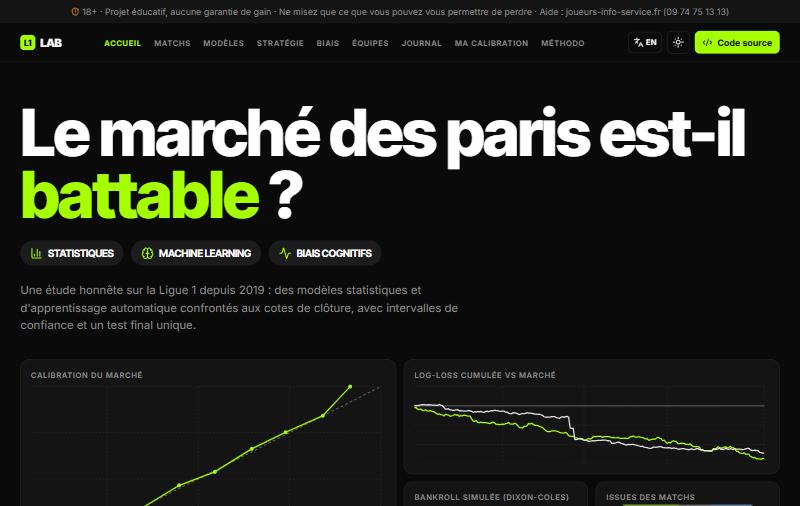 18+ · Projet éducatif, aucune garantie de gain · Ne misez que ce que vous pouvez vous permettre de perdre · Aide : joueurs-info-service.fr (09 74 75 13 13)
L1 LAB ACCUEIL MATCHS MODÈLES STRATÉGIE BIAIS ÉQUIPES JOURNAL MA CALIBRATION MÉTHODO EN Code source
Le marché des paris est-il
battable ?
STATISTIQUES MACHINE LEARNING BIAIS COGNITIFS
Une étude honnête sur la Ligue 1 depuis 2019 : des modèles statistiques et
d'apprentissage automatique confrontés aux cotes de clôture, avec intervalles de
confiance et un test final unique.
CALIBRATION DU MARCHÉ
LOG-LOSS CUMULÉE VS MARCHÉ
BANKROLL SIMULÉE (DIXON-COLES)
ISSUES DES MATCHS